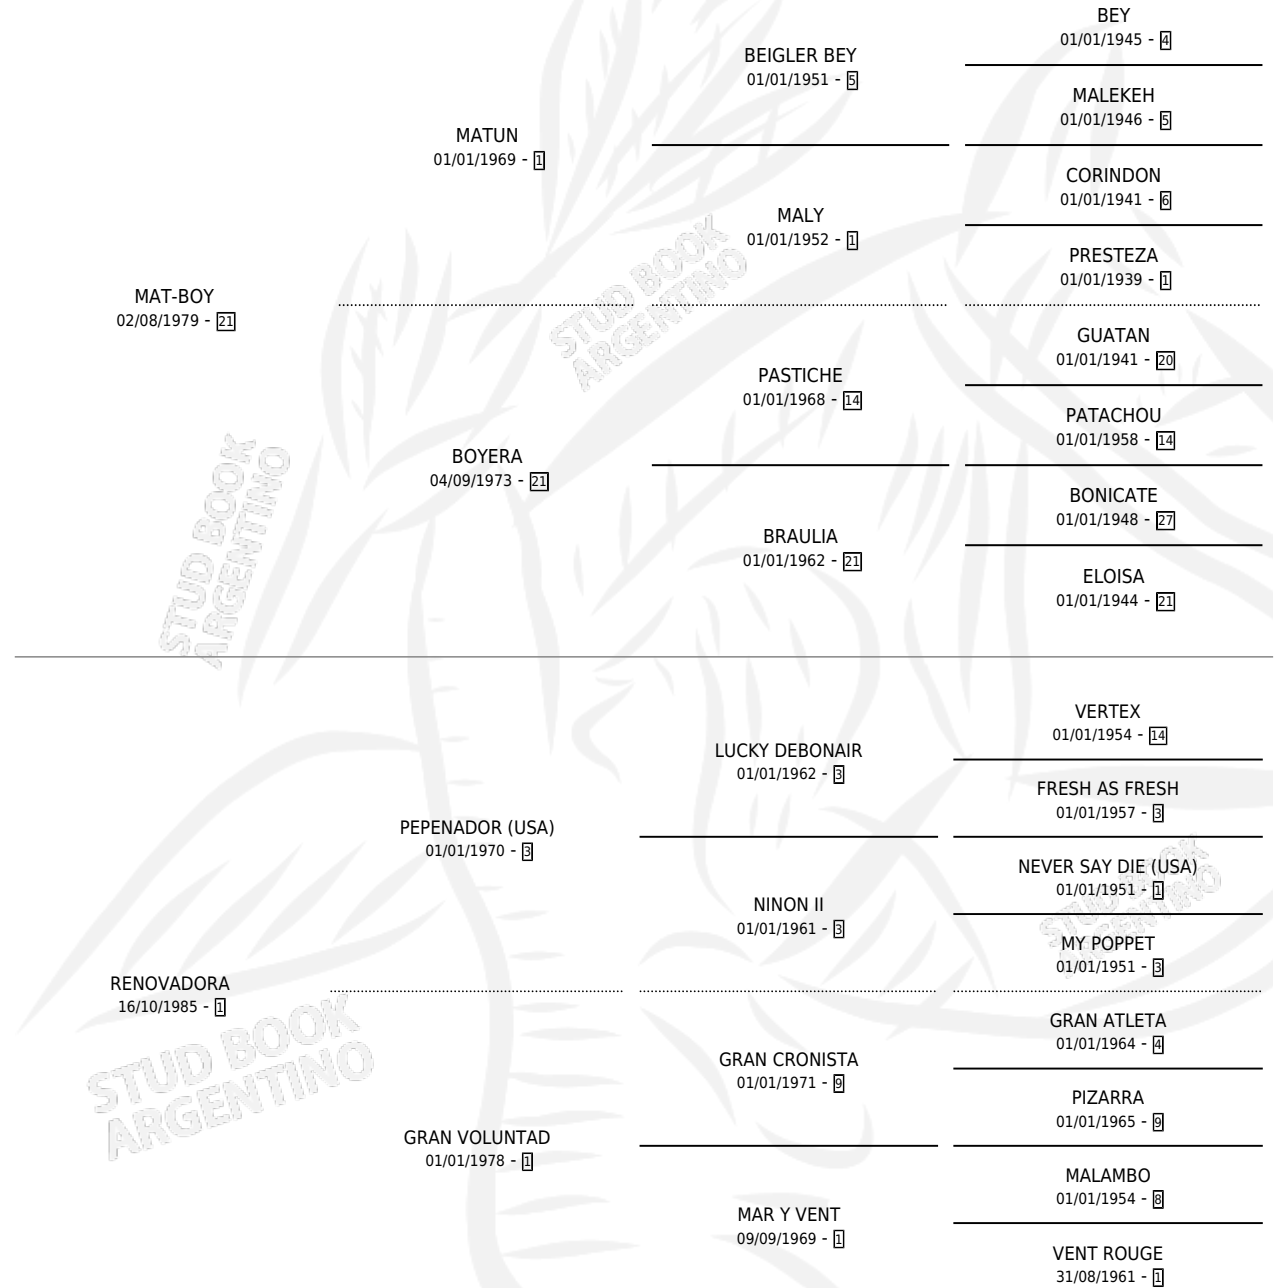 BEY
01/01/1945 - 4
BEIGLER BEY
01/01/1951 - 5
MALEKEH
01/01/1946 - 5
MATUN
01/01/1969 - 1
CORINDON
01/01/1941 - 6
MALY
01/01/1952 - 1
PRESTEZA
01/01/1939 - 1
MAT-BOY
02/08/1979 - 21
GUATAN
01/01/1941 - 20
PASTICHE
01/01/1968 - 14
PATACHOU
01/01/1958 - 14
BOYERA
04/09/1973 - 21
BONICATE
01/01/1948 - 27
BRAULIA
01/01/1962 - 21
ELOISA
01/01/1944 - 21
STUD BOOK
ARGENTINO
STUD BOOK
ARGENTINO
VERTEX
01/01/1954 - 14
LUCKY DEBONAIR
01/01/1962 - 3
FRESH AS FRESH
01/01/1957 - 3
PEPENADOR (USA)
01/01/1970 - 3
NEVER SAY DIE (USA)
01/01/1951 - 1
NINON II
01/01/1961 - 3
MY POPPET
01/01/1951 - 3
RENOVADORA
16/10/1985 - 1
GRAN ATLETA
01/01/1964 - 4
GRAN CRONISTA
01/01/1971 - 9
PIZARRA
01/01/1965 - 9
GRAN VOLUNTAD
01/01/1978 - 1
MALAMBO
01/01/1954 - 8
MAR Y VENT
09/09/1969 - 1
VENT ROUGE
31/08/1961 - 1
STUD BOOK
ARGENTINO
STUD BOOK
ARGENTINO